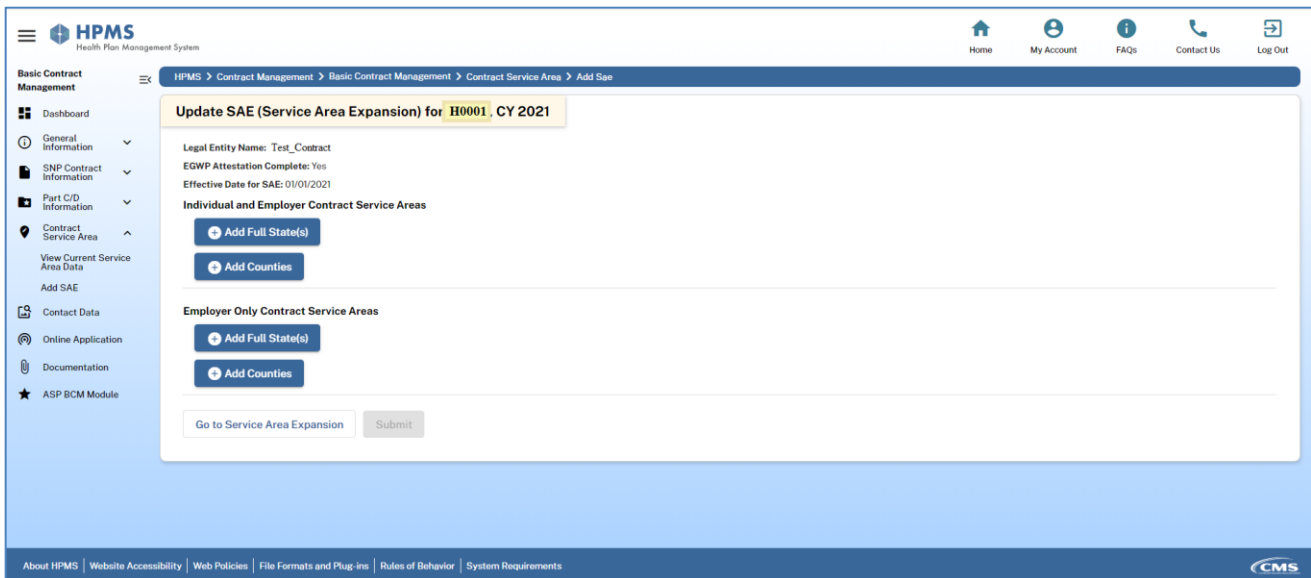 HPMS
Health Plan Management System
Home
My Account
FAQs
Contact Us
Log Out
Basic Contract
Management
Dashboard
General
Information
SNP Contract
Information
Part C/D
Information
Contract
Service Area
View Current Service
Area Data
Add SAE
Contact Data
Online Application
Documentation
ASP BCM Module
HPMS > Contract Management > Basic Contract Management > Contract Service Area > Add Sae
Update SAE (Service Area Expansion) for H0001, CY 2021
Legal Entity Name: Test_Contract
EGWP Attestation Complete: Yes
Effective Date for SAE: 01/01/2021
Individual and Employer Contract Service Areas
Add Full State(s)
Add Counties
Employer Only Contract Service Areas
Add Full State(s)
Add Counties
Go to Service Area Expansion
Submit
About HPMS | Website Accessibility | Web Policies | File Formats and Plug-ins | Rules of Behavior | System Requirements
CMS